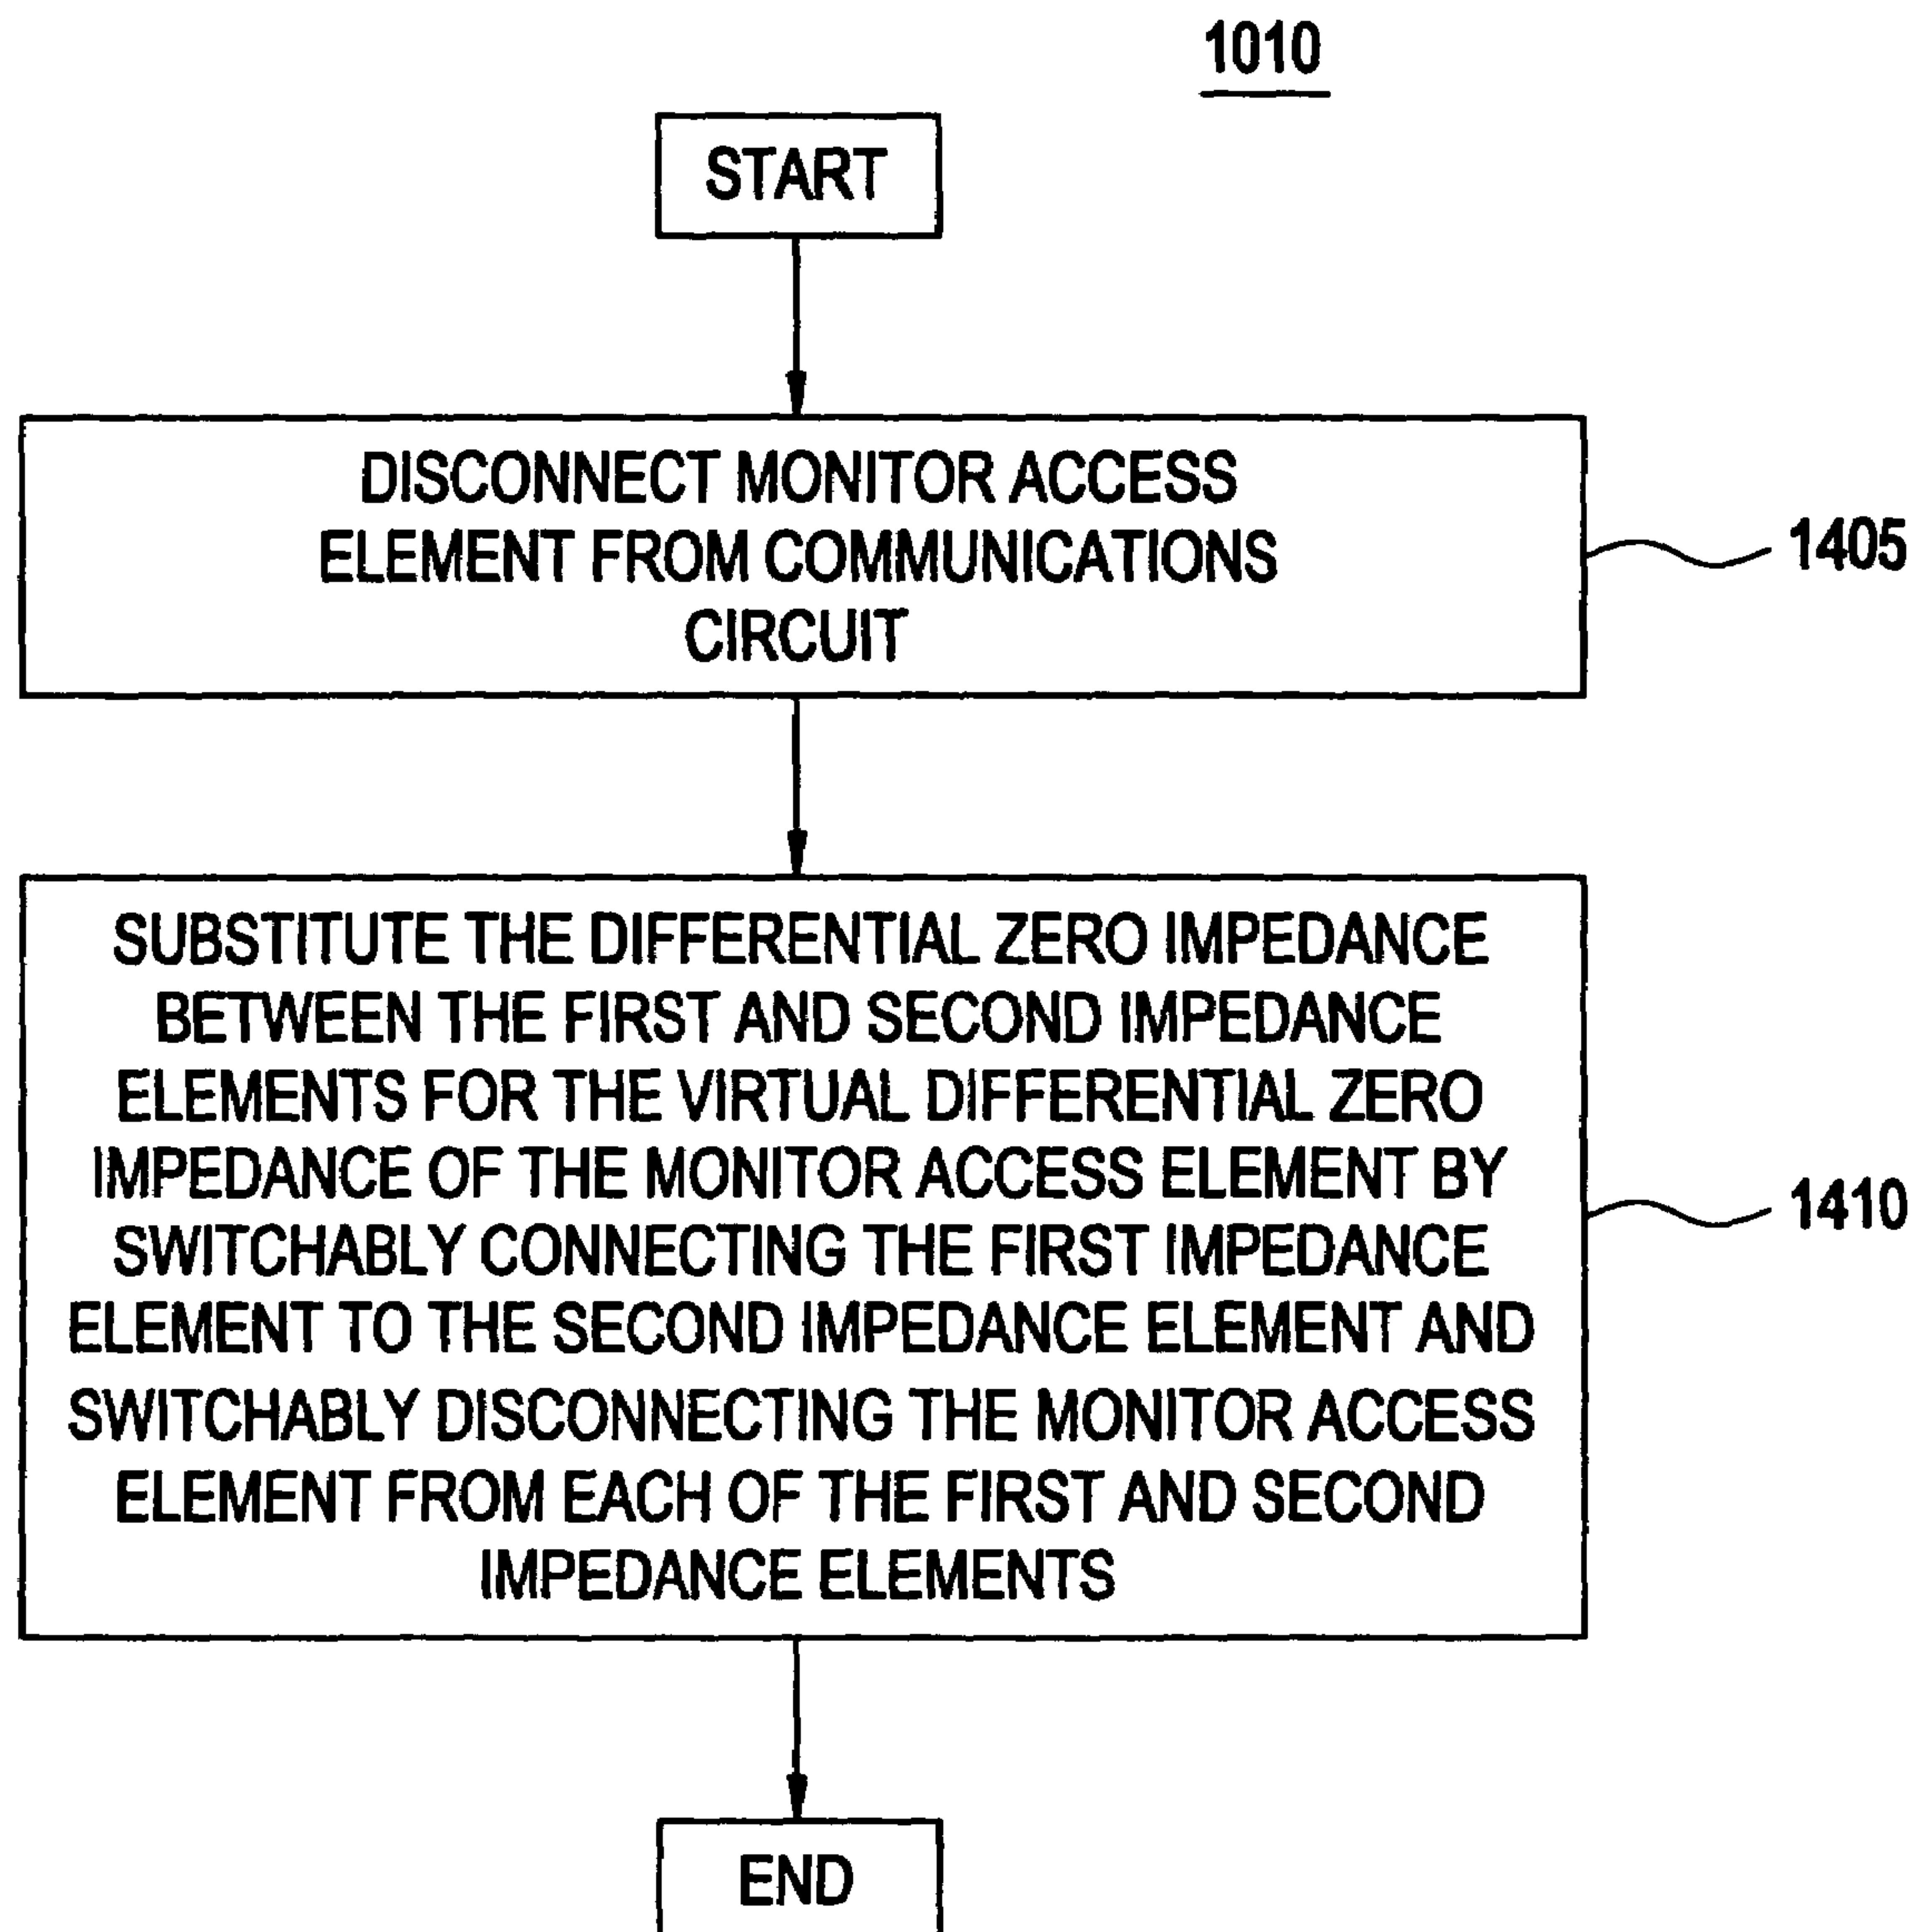 1010
START
DISCONNECT MONITOR ACCESS
ELEMENT FROM COMMUNICATIONS
CIRCUIT
1405
SUBSTITUTE THE DIFFERENTIAL ZERO IMPEDANCE
BETWEEN THE FIRST AND SECOND IMPEDANCE
ELEMENTS FOR THE VIRTUAL DIFFERENTIAL ZERO
IMPEDANCE OF THE MONITOR ACCESS ELEMENT BY
SWITCHABLY CONNECTING THE FIRST IMPEDANCE
ELEMENT TO THE SECOND IMPEDANCE ELEMENT AND
SWITCHABLY DISCONNECTING THE MONITOR ACCESS
ELEMENT FROM EACH OF THE FIRST AND SECOND
IMPEDANCE ELEMENTS
1410
END